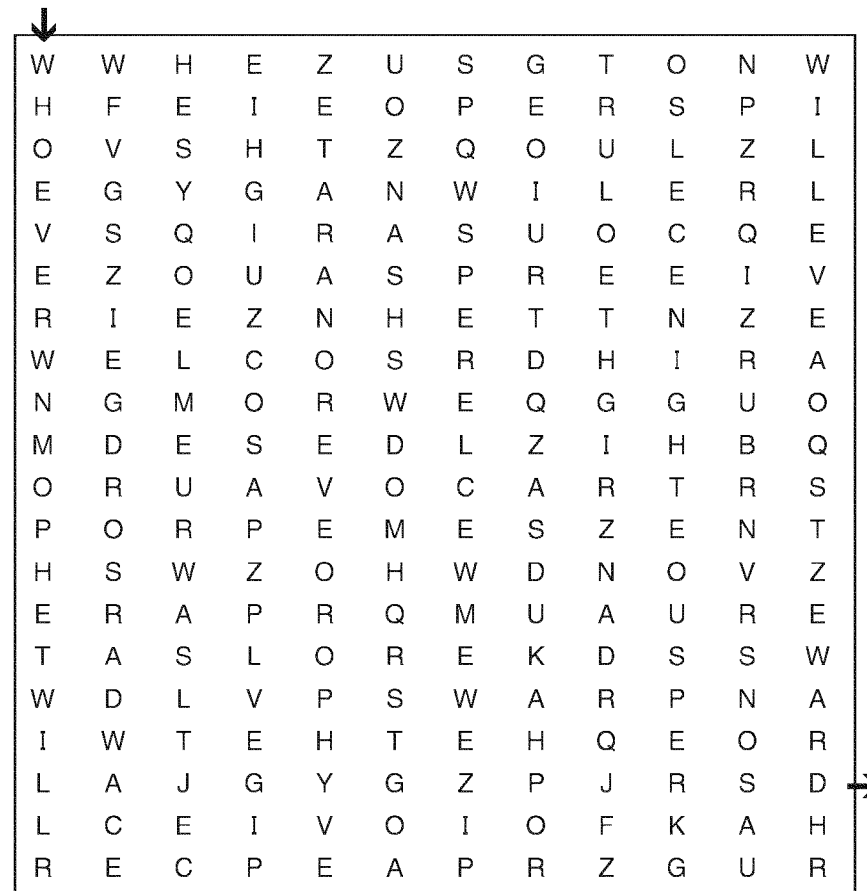 W W H E Z U S G T O N W
H F E I E O P E R S P I
O V S H T Z Q O U L Z L
E G Y G A N W I L E R L
V S Q I R A S U O C Q E
E Z O U A S P R E E I V
R I E Z N H E T T N Z E
W E L C O S R D H I R A
N G M O R W E Q G G U O
M D E S E D L Z I H B Q
O R U A V O C A R T R S
P O R P E M E S Z E N T
H S W Z O H W D N O V Z
E R A P R Q M U A U R E
T A S L O R E K D S S W
W D L V P S W A R P N A
I W T E H T E H Q E O R
L A J G Y G Z P J R S D
L C E I V O I O F K A H
R E C P E A P R Z G U R